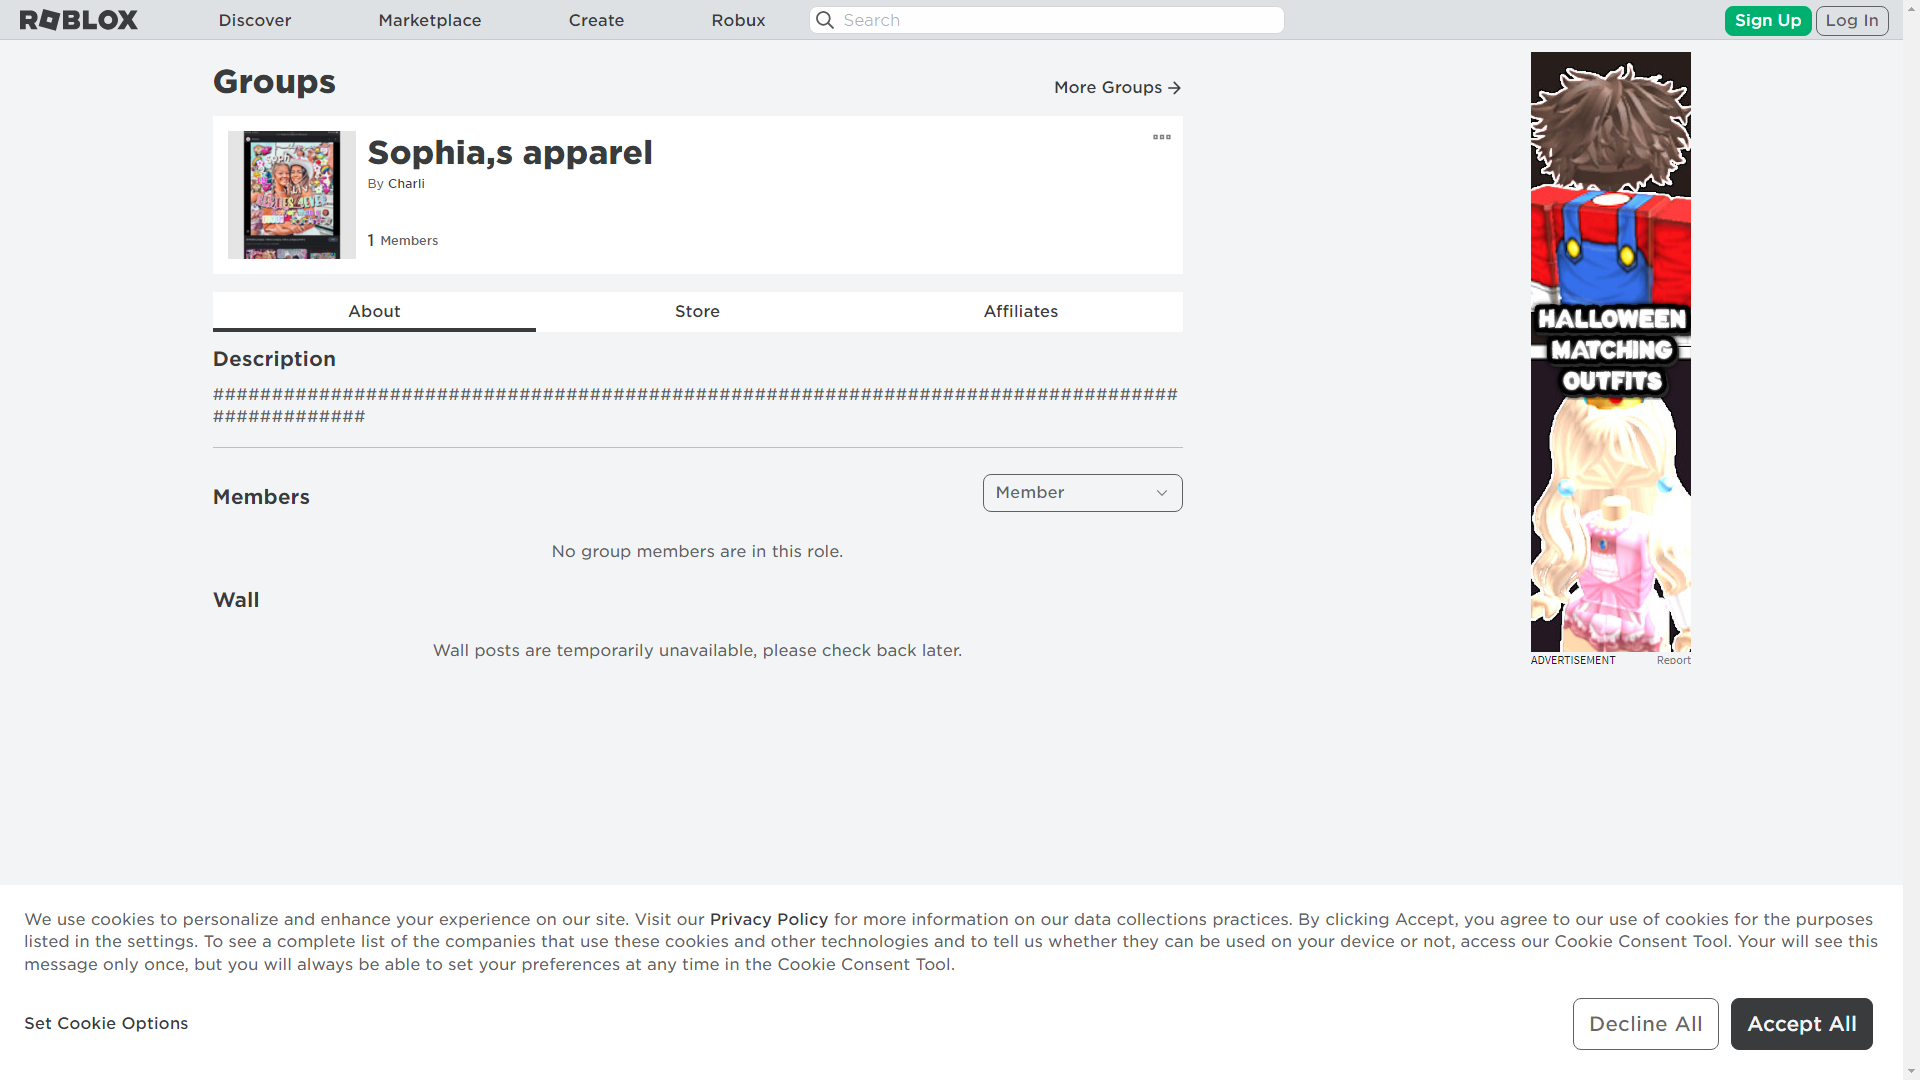 ROBLOX
Discover
Marketplace
Create
Robux
Search
Sign Up
Log In
Groups
More Groups
Sophia,s apparel
By Charli
1 Members
About
Store
Affiliates
Description
##################################################################################
#############
Members
Member
No group members are in this role.
Wall
Wall posts are temporarily unavailable, please check back later.
HALLOWEEN
MATCHING
OUTFITS
ADVERTISEMENT
Report
We use cookies to personalize and enhance your experience on our site. Visit our Privacy Policy for more information on our data collections practices. By clicking Accept, you agree to our use of cookies for the purposes
listed in the settings. To see a complete list of the companies that use these cookies and other technologies and to tell us whether they can be used on your device or not, access our Cookie Consent Tool. Your will see this
message only once, but you will always be able to set your preferences at any time in the Cookie Consent Tool.
Set Cookie Options
Decline All
Accept All